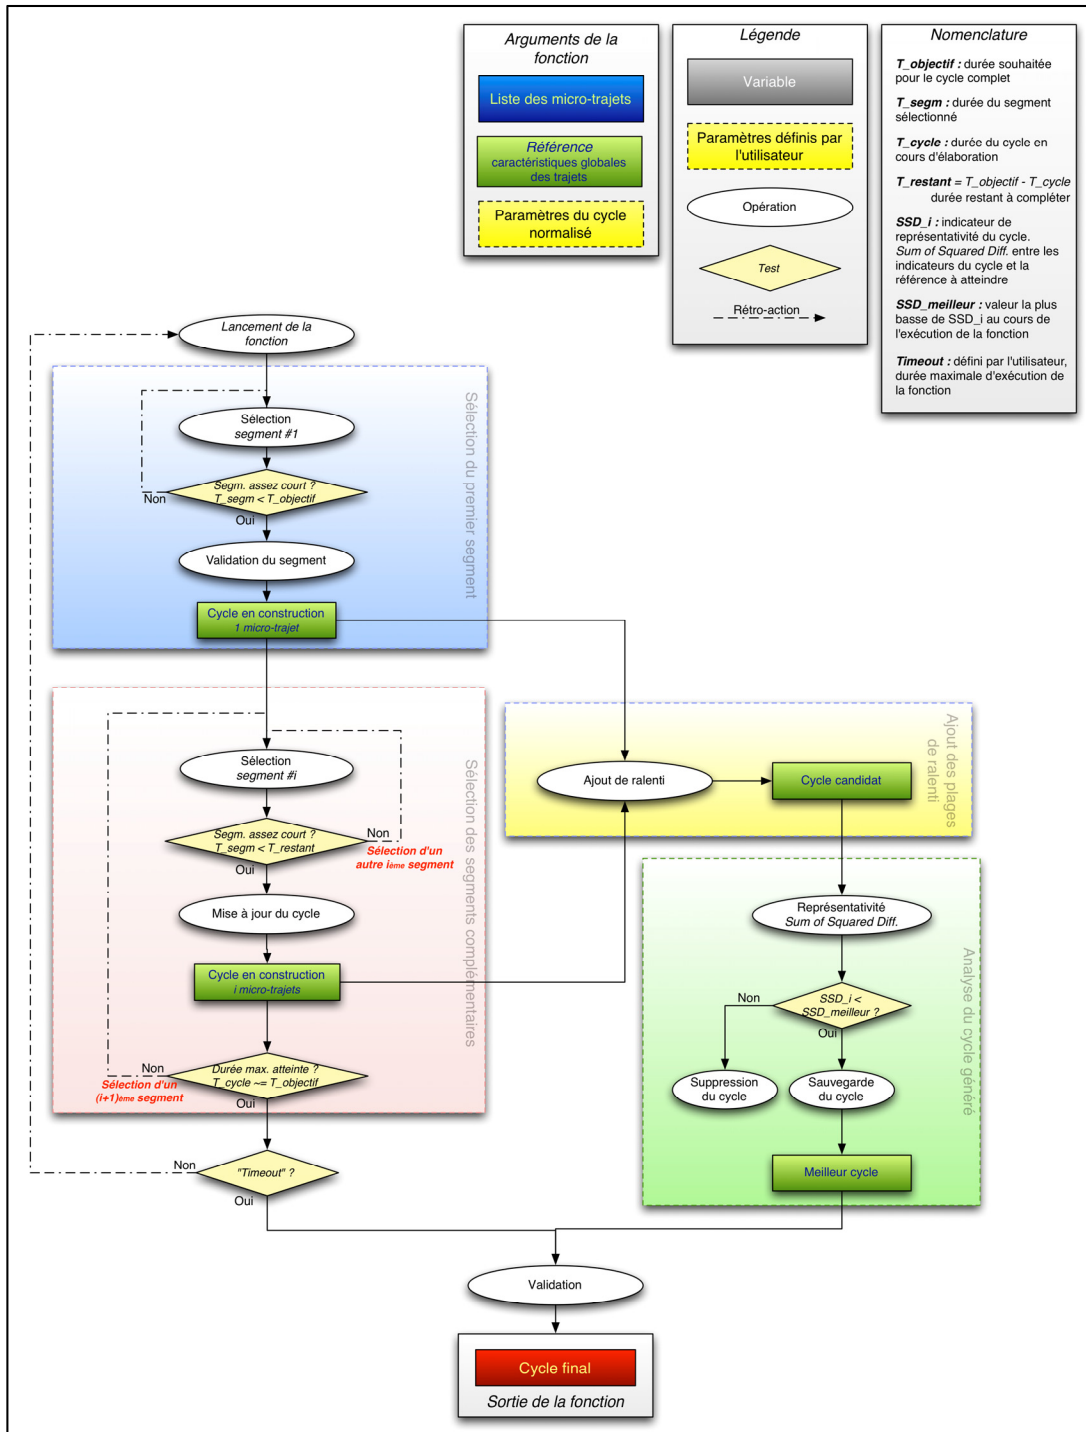 Arguments de la
fonction
Liste des micro-trajets
Référence
caractéristiques globales
des trajets
Paramètres du cycle
normalisé
Légende
Variable
Paramètres définis par
l'utilisateur
Opération
Test
Rétro-action
Nomenclature
T_objectif : durée souhaitée
pour le cycle complet
T_segm : durée du segment
sélectionné
T_cycle : durée du cycle en
cours d'élaboration
T_restant = T_objectif - T_cycle
durée restant à compléter
SSD_i : indicateur de
représentativité du cycle.
Sum of Squared Diff. entre les
indicateurs du cycle et la
référence à atteindre
SSD_meilleur : valeur la plus
basse de SSD_i au cours de
l'exécution de la fonction
Timeout : défini par l'utilisateur,
durée maximale d'exécution de
la fonction
Lancement de la
fonction
Sélection du premier segment
Sélection
segment #1
Segm. assez court ?
T_segm < T_objectif
Non
Oui
Validation du segment
Cycle en construction
1 micro-trajet
Sélection des segments complémentaires
Sélection
segment #i
Segm. assez court ?
T_segm < T_restant
Non
Sélection d'un
autre ième segment
Oui
Mise à jour du cycle
Cycle en construction
i micro-trajets
Durée max. atteinte ?
T_cycle ~= T_objectif
Non
Sélection d'un
(i+1)ème segment
Oui
"Timeout" ?
Non
Oui
Ajout des plages
de ralenti
Ajout de ralenti
Cycle candidat
Analyse du cycle généré
Représentativité
Sum of Squared Diff.
SSD_i <
SSD_meilleur ?
Non
Oui
Suppression
du cycle
Sauvegarde
du cycle
Meilleur cycle
Validation
Cycle final
Sortie de la fonction